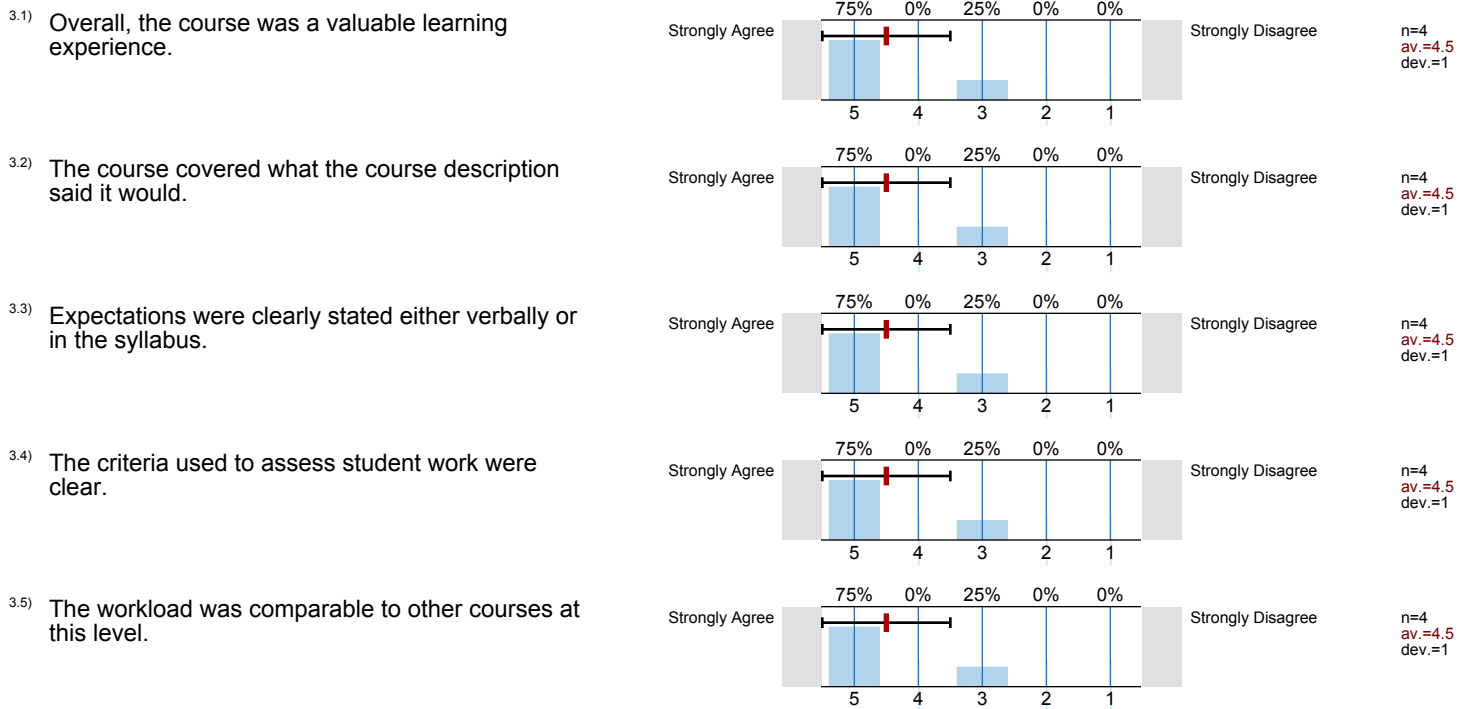 3.1) Overall, the course was a valuable learning
experience.
75% 0% 25% 0% 0%
Strongly Agree
Strongly Disagree
n=4
av.=4.5
dev.=1
5 4 3 2 1
3.2) The course covered what the course description
said it would.
75% 0% 25% 0% 0%
Strongly Agree
Strongly Disagree
n=4
av.=4.5
dev.=1
5 4 3 2 1
3.3) Expectations were clearly stated either verbally or
in the syllabus.
75% 0% 25% 0% 0%
Strongly Agree
Strongly Disagree
n=4
av.=4.5
dev.=1
5 4 3 2 1
3.4) The criteria used to assess student work were
clear.
75% 0% 25% 0% 0%
Strongly Agree
Strongly Disagree
n=4
av.=4.5
dev.=1
5 4 3 2 1
3.5) The workload was comparable to other courses at
this level.
75% 0% 25% 0% 0%
Strongly Agree
Strongly Disagree
n=4
av.=4.5
dev.=1
5 4 3 2 1